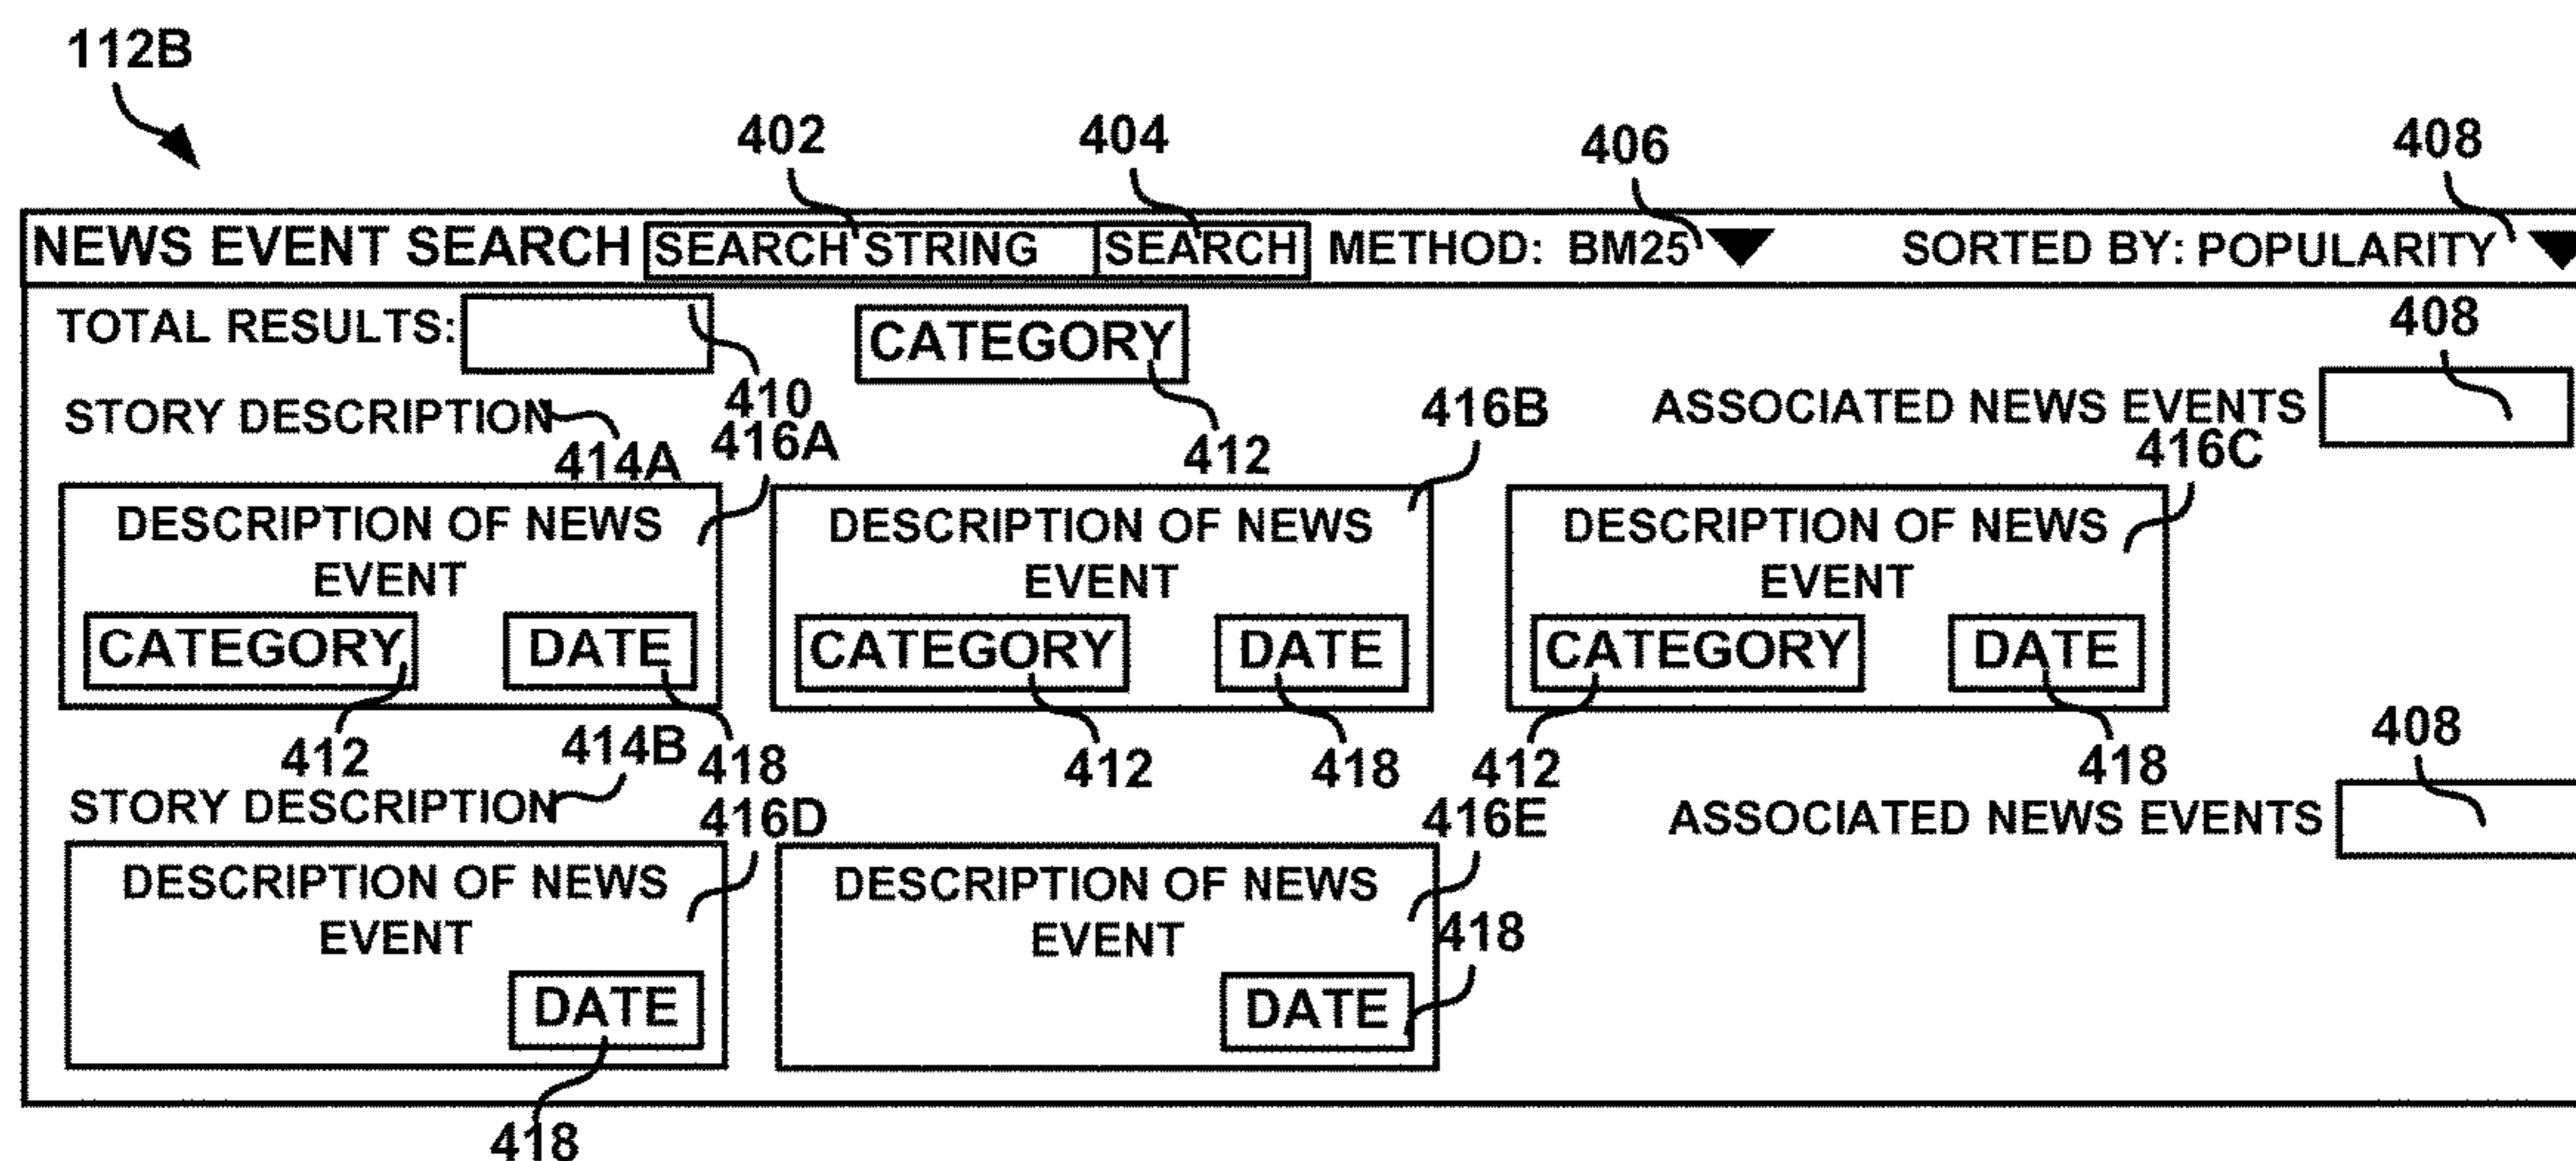 112B
402 404 406 408
NEWS EVENT SEARCH SEARCH STRING SEARCH METHOD: BM25 SORTED BY: POPULARITY
TOTAL RESULTS: CATEGORY 408
410
STORY DESCRIPTION 416B ASSOCIATED NEWS EVENTS
414A 416A 412 416C
DESCRIPTION OF NEWS DESCRIPTION OF NEWS DESCRIPTION OF NEWS
EVENT EVENT EVENT
CATEGORY DATE CATEGORY DATE CATEGORY DATE
412 414B 418 412 418 412 418 408
STORY DESCRIPTION 416D 416E ASSOCIATED NEWS EVENTS
DESCRIPTION OF NEWS DESCRIPTION OF NEWS
EVENT EVENT 418
DATE DATE
418